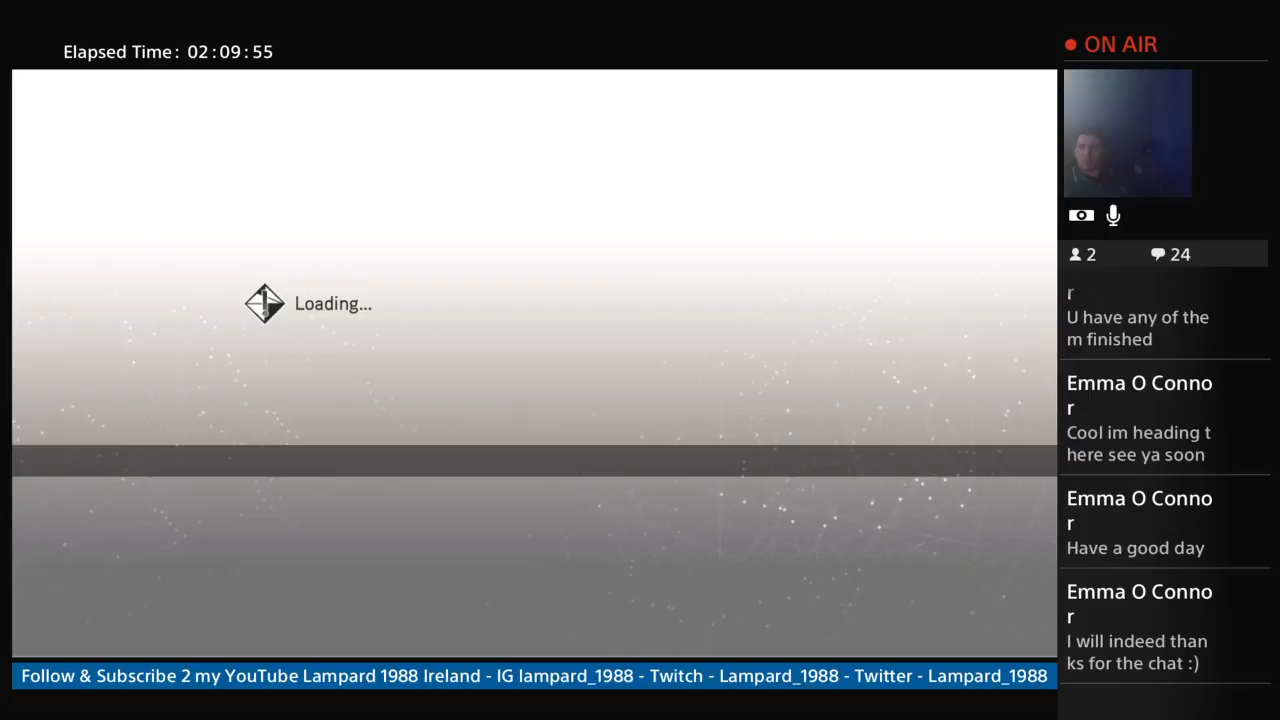 Elapsed Time: 02:09:55
ON AIR
2 24
Loading...
r
U have any of the
m finished
Emma O Conno
r
Cool im heading t
here see ya soon
Emma O Conno
r
Have a good day
Emma O Conno
r
I will indeed than
ks for the chat :)
Follow & Subscribe 2 my YouTube Lampard 1988 Ireland - IG lampard_1988 - Twitch - Lampard_1988 - Twitter - Lampard_1988